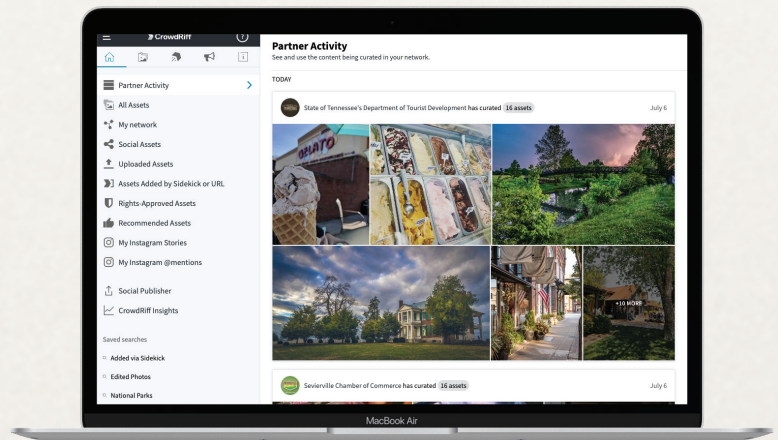 CrowdRiff
?
Partner Activity
See and use the content being curated in your network.
TODAY
Partner Activity
All Assets
My network
Social Assets
Uploaded Assets
Assets Added by Sidekick or URL
Rights-Approved Assets
Recommended Assets
My Instagram Stories
My Instagram @mentions
Social Publisher
CrowdRiff Insights
Saved searches
Added via Sidekick
Edited Photos
National Parks
State of Tennessee's Department of Tourist Development has curated 16 assets
July 6
GELATO
+10 MORE
Sevierville Chamber of Commerce has curated 16 assets
July 6
MacBook Air